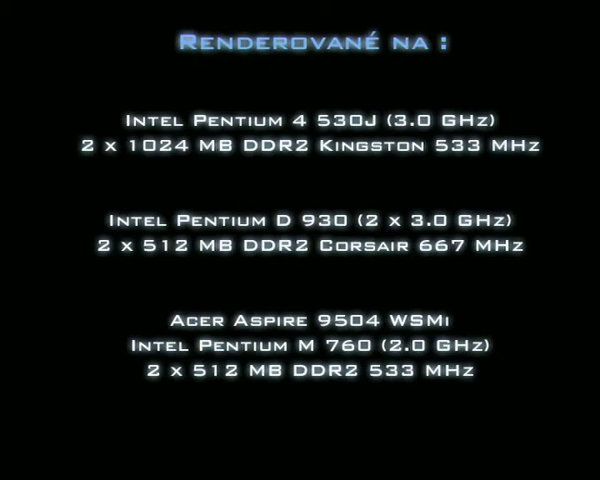 Renderované na :
Intel Pentium 4 530J (3.0 GHz)
2 x 1024 MB DDR2 Kingston 533 MHz
Intel Pentium D 930 (2 x 3.0 GHz)
2 x 512 MB DDR2 Corsair 667 MHz
Acer Aspire 9504 WSMi
Intel Pentium M 760 (2.0 GHz)
2 x 512 MB DDR2 533 MHz